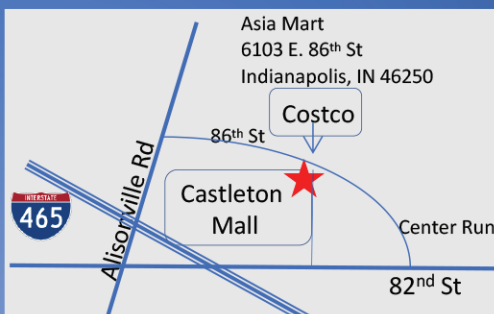 Asia Mart
6103 E. 86th St
Indianapolis, IN 46250
Costco
86th St
Alisonville Rd
Castleton
Mall
INTERSTATE
465
Center Run
82nd St